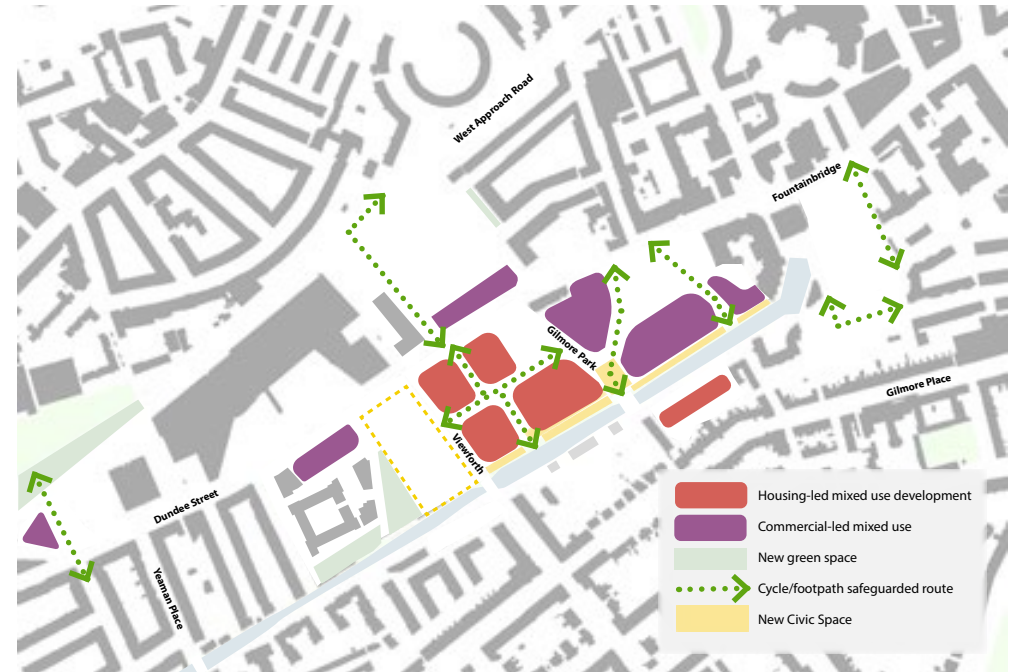 West Approach Road
Fountainbridge
Gilmore Park
Gilmore Place
Viewforth
Dundee Street
Yeaman Place
Housing-led mixed use development
Commercial-led mixed use
New green space
Cycle/footpath safeguarded route
New Civic Space